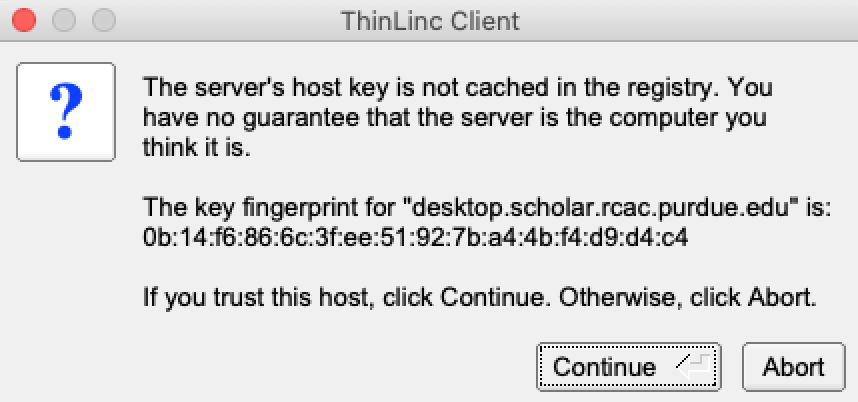 ThinLinc Client
?
The server's host key is not cached in the registry. You
have no guarantee that the server is the computer you
think it is.
The key fingerprint for "desktop.scholar.rcac.purdue.edu" is:
0b:14:f6:86:6c:3f:ee:51:92:7b:a4:4b:f4:d9:d4:c4
If you trust this host, click Continue. Otherwise, click Abort.
Continue Abort